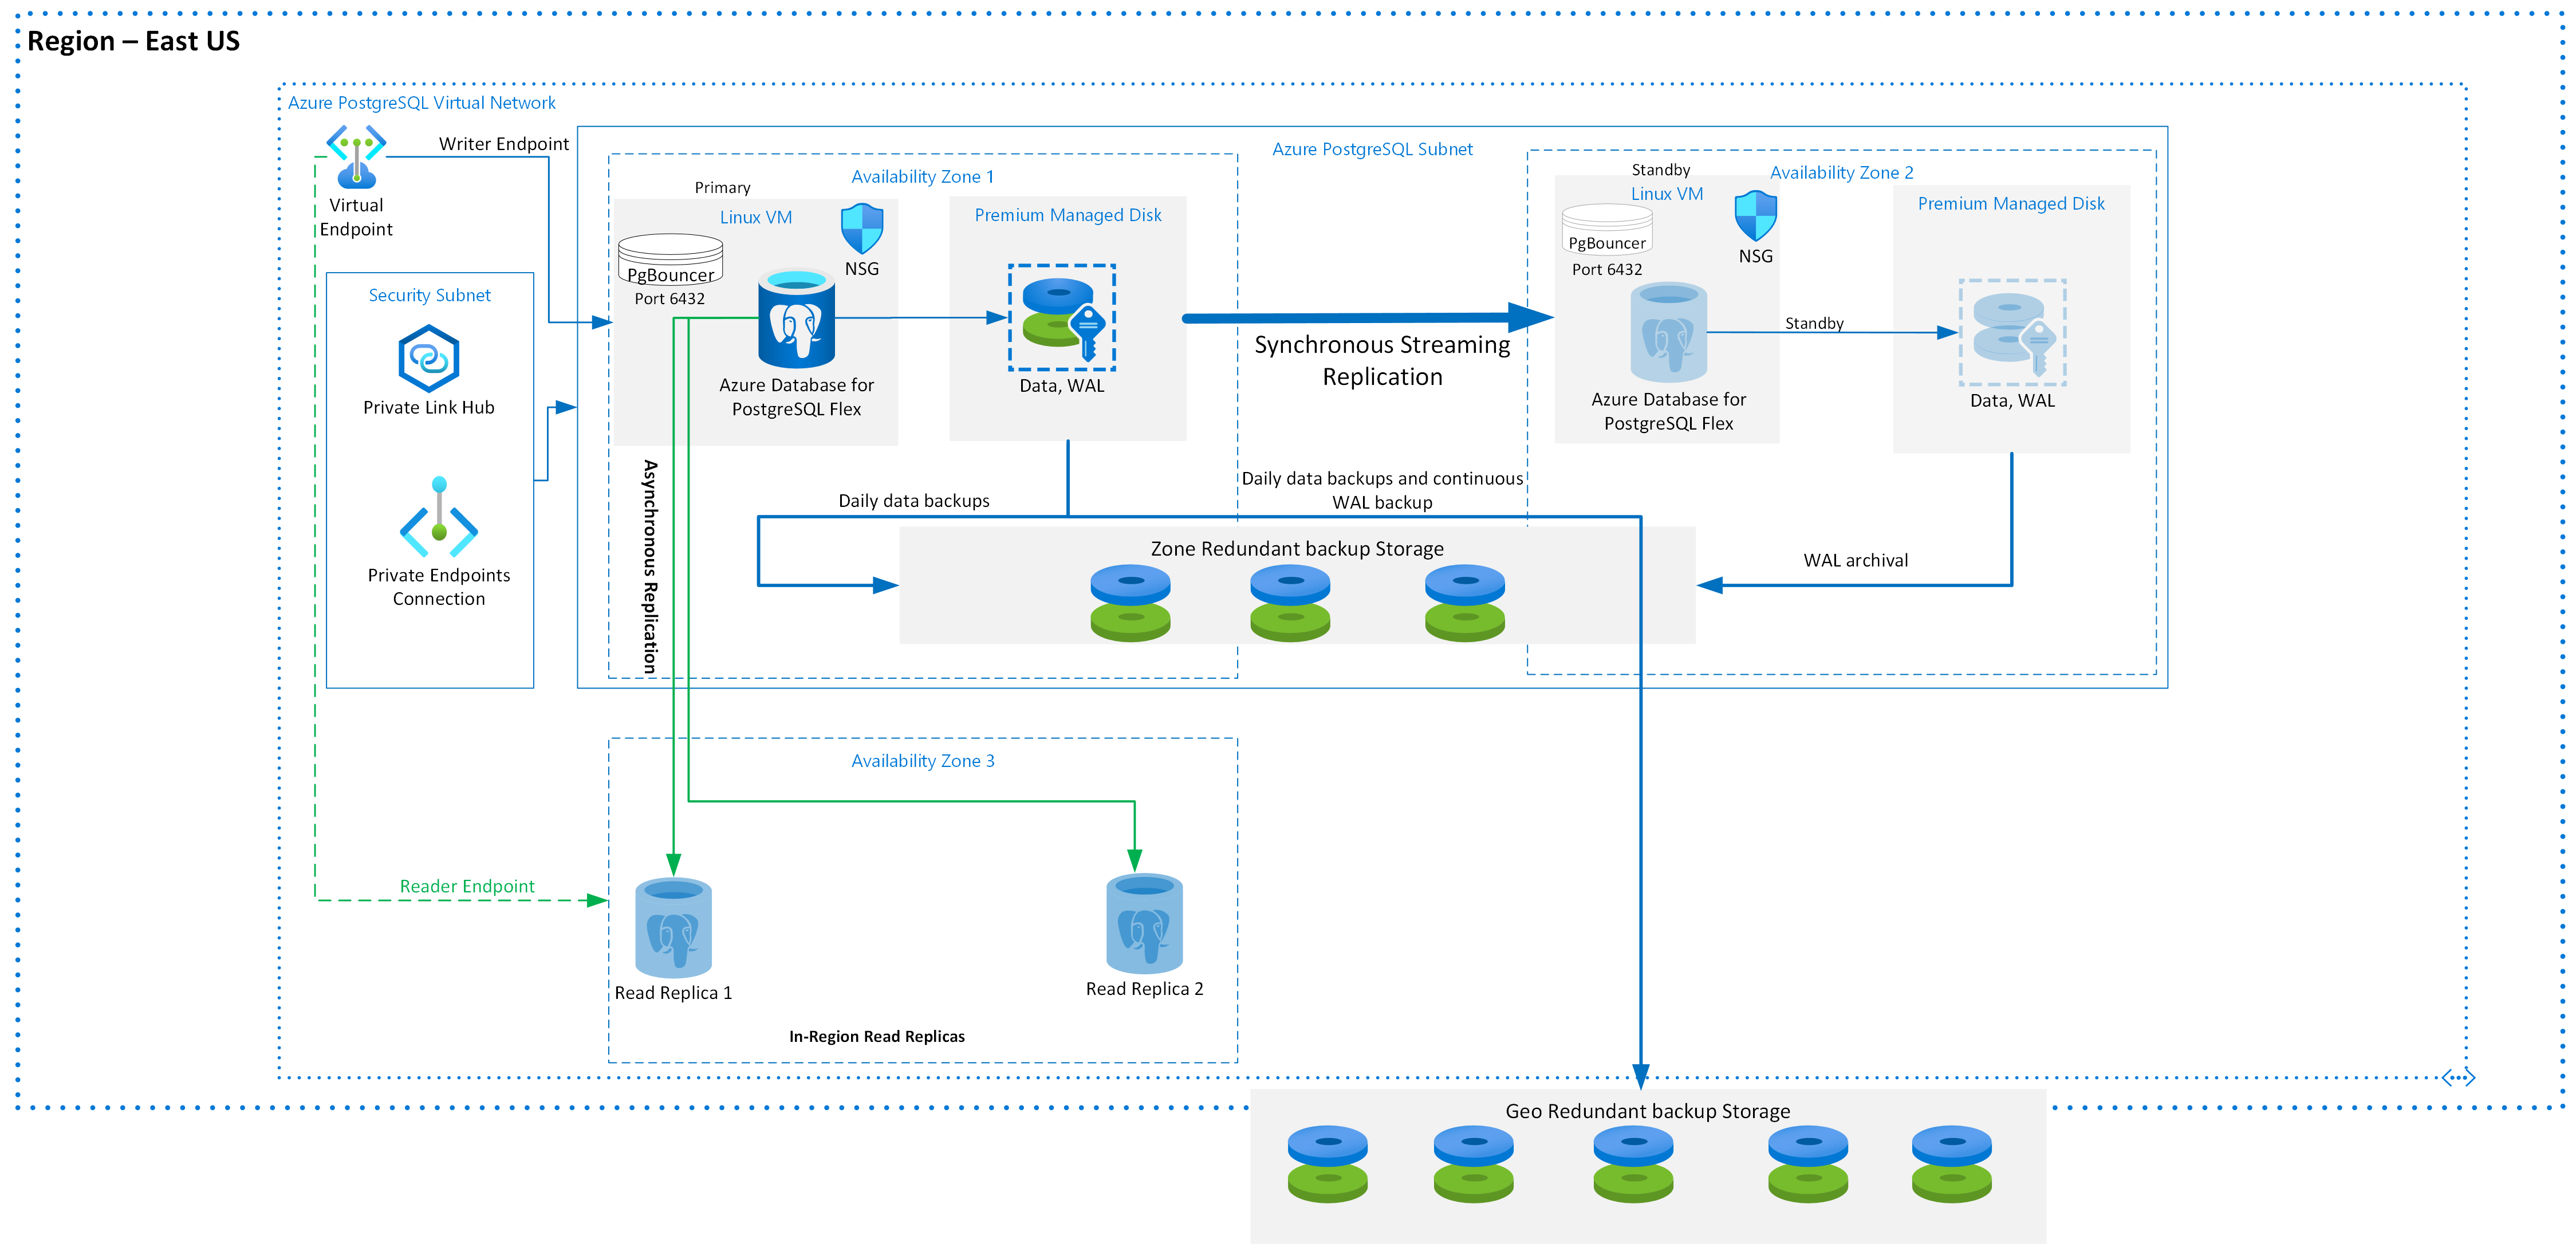 Region – East US
Azure PostgreSQL Virtual Network
Writer Endpoint
Virtual
Endpoint
Security Subnet
Private Link Hub
Private Endpoints
Connection
Azure PostgreSQL Subnet
Availability Zone 1
Primary
Linux VM
PgBouncer
Port 6432
NSG
Azure Database for
PostgreSQL Flex
Premium Managed Disk
Data, WAL
Synchronous Streaming
Replication
Availability Zone 2
Standby
Linux VM
PgBouncer
Port 6432
NSG
Azure Database for
PostgreSQL Flex
Standby
Premium Managed Disk
Data, WAL
Asynchronous Replication
Daily data backups
Daily data backups and continuous
WAL backup
Zone Redundant backup Storage
WAL archival
Availability Zone 3
Reader Endpoint
Read Replica 1
Read Replica 2
In-Region Read Replicas
Geo Redundant backup Storage